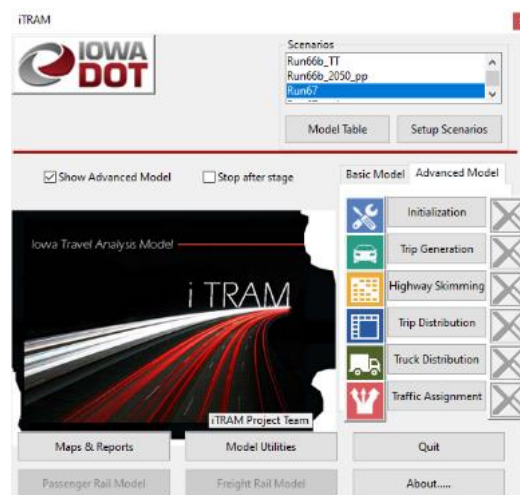 iTRAM
IOWA
DOT
Scenarios
Run66b_TT
Run66b_2050_pp
Run67
Model Table
Setup Scenarios
Show Advanced Model
Stop after stage
Basic Model
Advanced Model
Initialization
Trip Generation
Highway Skimming
Trip Distribution
Truck Distribution
Traffic Assignment
Iowa Travel Analysis Model
iTRAM
iTRAM Project Team
Maps & Reports
Model Utilities
Quit
Passenger Rail Model
Freight Rail Model
About.....